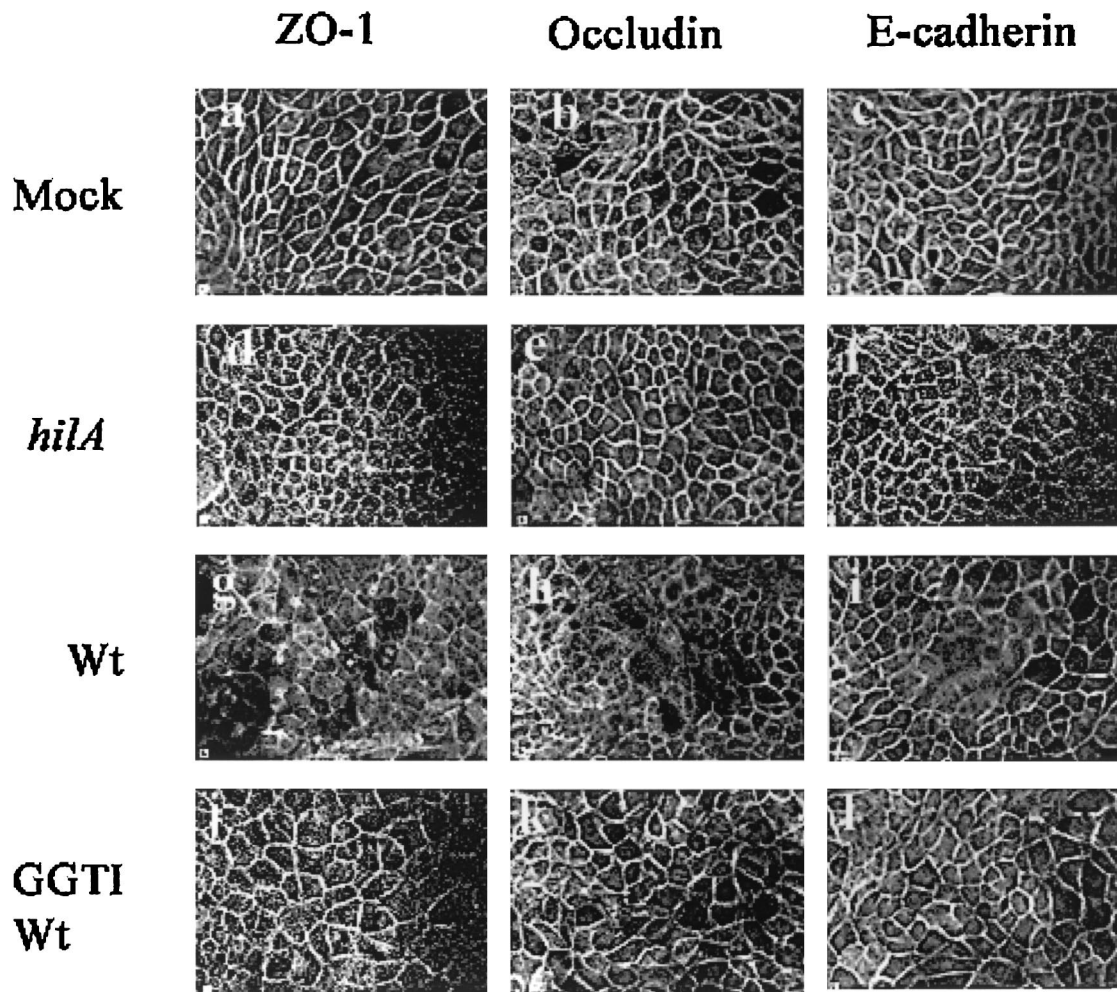 ZO-1 Occludin E-cadherin
Mock a b c
hilA d e f
Wt g h i
GGTI
Wt j k l